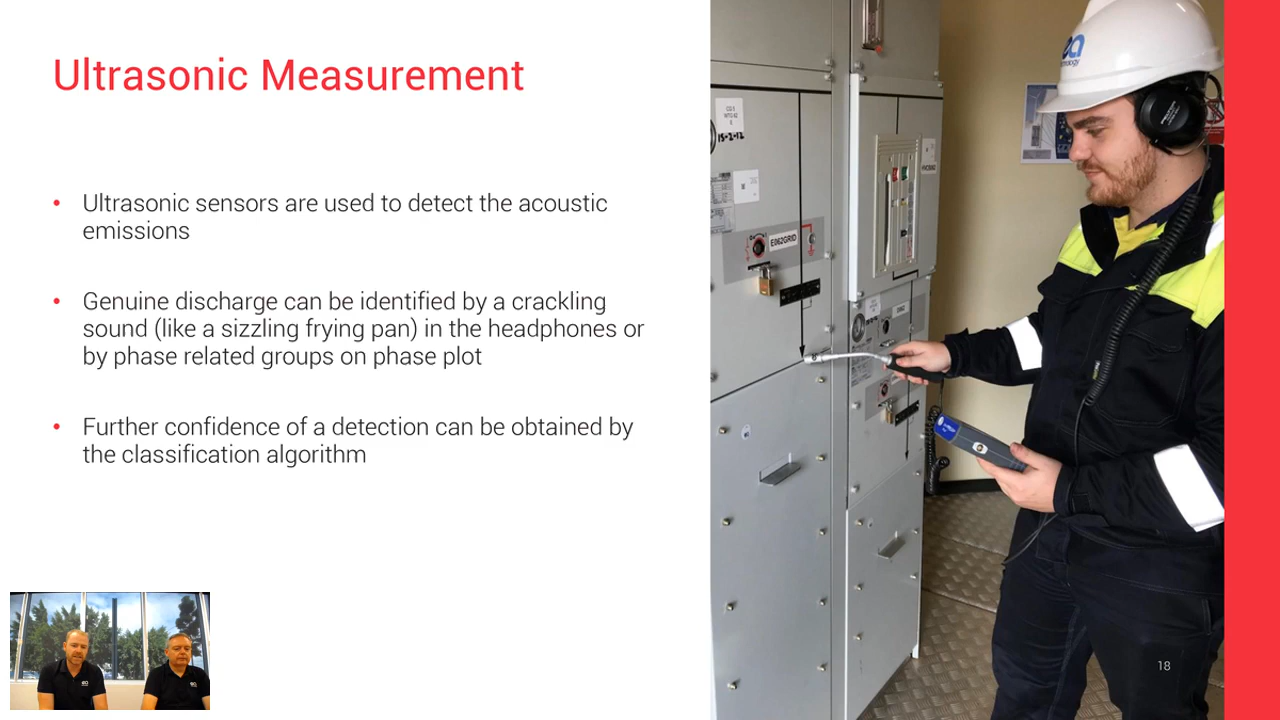 Ultrasonic Measurement
• Ultrasonic sensors are used to detect the acoustic
emissions
• Genuine discharge can be identified by a crackling
sound (like a sizzling frying pan) in the headphones or
by phase related groups on phase plot
• Further confidence of a detection can be obtained by
the classification algorithm
ea
E062GRID
18